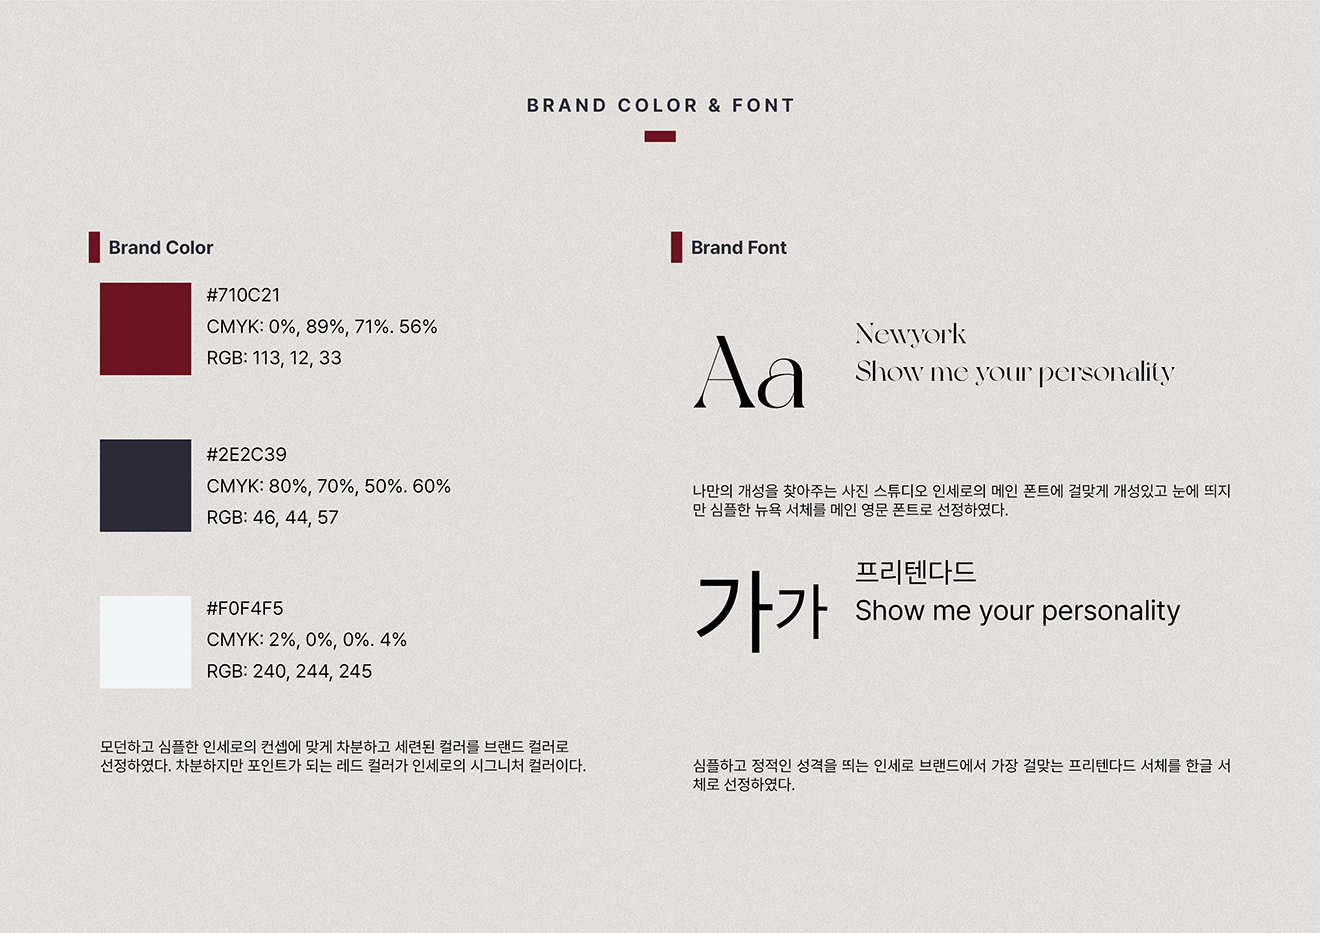 BRAND COLOR & FONT
Brand Color
#710C21
CMYK: 0%, 89%, 71%. 56%
RGB: 113, 12, 33
#2E2C39
CMYK: 80%, 70%, 50%. 60%
RGB: 46, 44, 57
#F0F4F5
CMYK: 2%, 0%, 0%. 4%
RGB: 240, 244, 245
모던하고 심플한 인세로의 컨셉에 맞게 차분하고 세련된 컬러를 브랜드 컬러로
선정하였다. 차분하지만 포인트가 되는 레드 컬러가 인세로의 시그니처 컬러이다.
Brand Font
Aa
Newyork
Show me your personality
나만의 개성을 찾아주는 사진 스튜디오 인세로의 메인 폰트에 걸맞게 개성있고 눈에 띄지
만 심플한 뉴욕 서체를 메인 영문 폰트로 선정하였다.
가가
프리텐다드
Show me your personality
심플하고 정적인 성격을 띄는 인세로 브랜드에서 가장 걸맞는 프리텐다드 서체를 한글 서
체로 선정하였다.